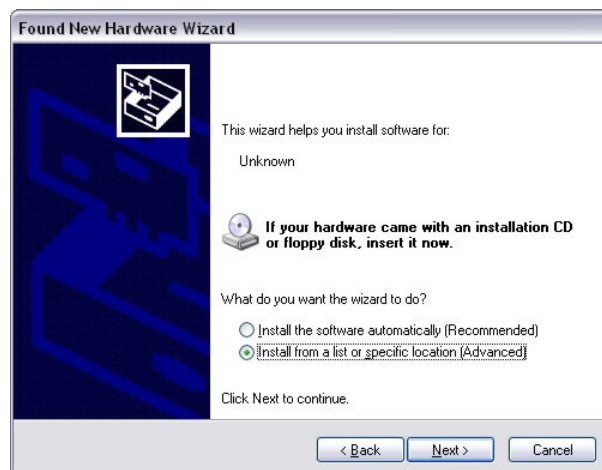 Found New Hardware Wizard
This wizard helps you install software for:
Unknown
If your hardware came with an installation CD
or floppy disk, insert it now.
What do you want the wizard to do?
Install the software automatically (Recommended)
Install from a list or specific location (Advanced)
Click Next to continue.
< Back Next > Cancel